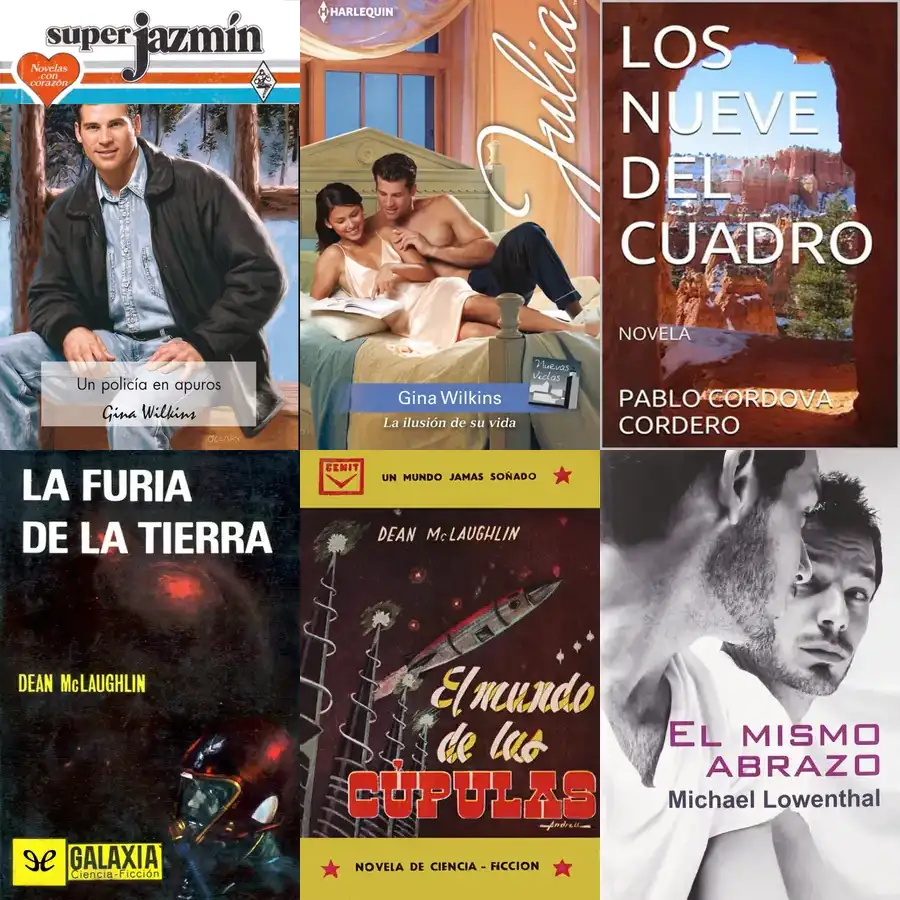 super jazmín
Novelas
con
corazón
Un policía en apuros
Gina Wilkins
HARLEQUIN
Julia
Gina Wilkins
Nuevas
Vidas
La ilusión de su vida
LOS
NUEVE
DEL
CUADRO
NOVELA
PABLO CORDOVA
CORDERO
LA FURIA
DE LA TIERRA
DEAN McLAUGHLIN
GALAXIA
Ciencia-Ficción
CENIT
UN MUNDO JAMAS SOÑADO
DEAN McLAUGHLIN
El mundo
de las
CÚPULAS
NOVELA DE CIENCIA - FICCION
EL MISMO
ABRAZO
Michael Lowenthal